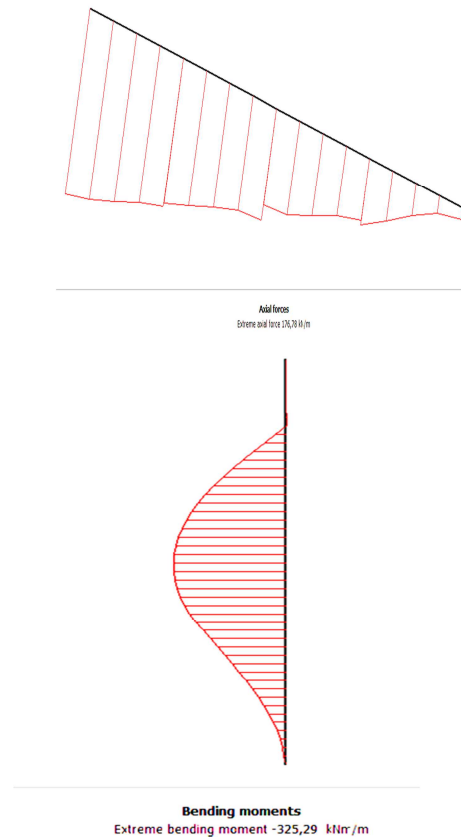 Axial forces
Extreme axial force 176,78 kN/m
Bending moments
Extreme bending moment -325,29 kNm/m